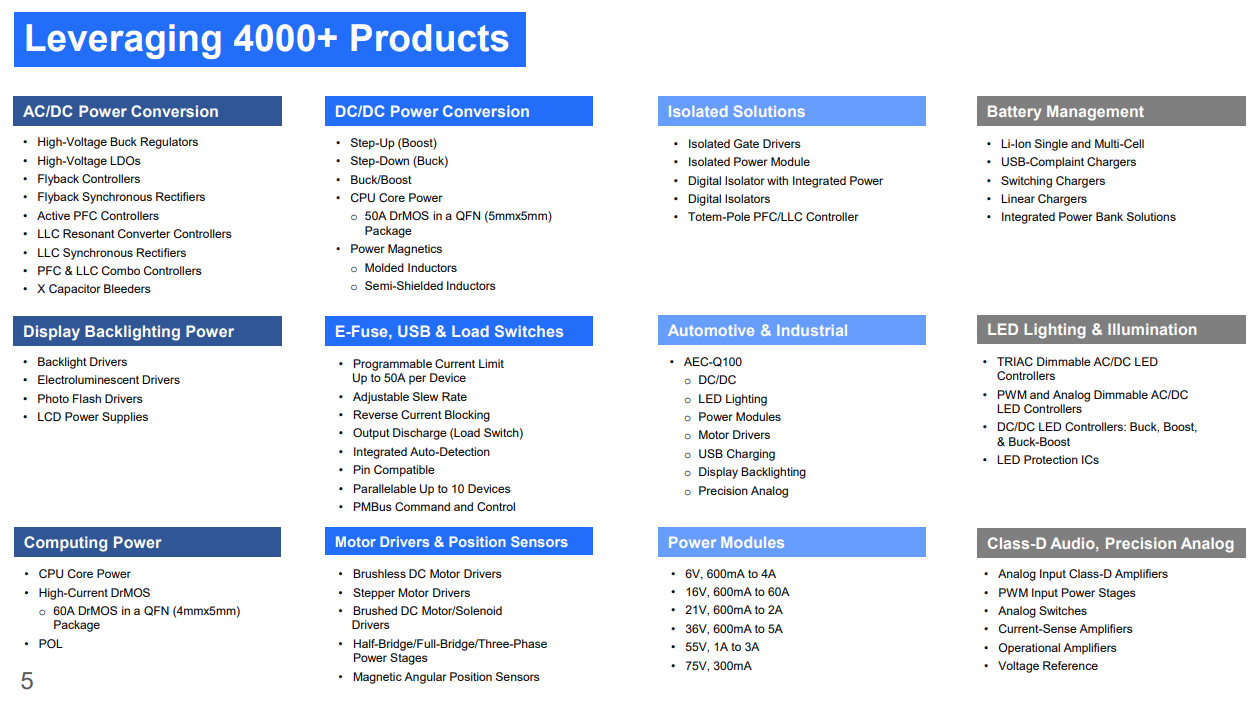 Leveraging 4000+ Products
AC/DC Power Conversion
• High-Voltage Buck Regulators
• High-Voltage LDOs
• Flyback Controllers
• Flyback Synchronous Rectifiers
• Active PFC Controllers
• LLC Resonant Converter Controllers
• LLC Synchronous Rectifiers
• PFC & LLC Combo Controllers
• X Capacitor Bleeders
DC/DC Power Conversion
• Step-Up (Boost)
• Step-Down (Buck)
• Buck/Boost
• CPU Core Power
o 50A DrMOS in a QFN (5mmx5mm)
Package
• Power Magnetics
o Molded Inductors
o Semi-Shielded Inductors
Isolated Solutions
• Isolated Gate Drivers
• Isolated Power Module
• Digital Isolator with Integrated Power
• Digital Isolators
• Totem-Pole PFC/LLC Controller
Battery Management
• Li-Ion Single and Multi-Cell
• USB-Complaint Chargers
• Switching Chargers
• Linear Chargers
• Integrated Power Bank Solutions
Display Backlighting Power
• Backlight Drivers
• Electroluminescent Drivers
• Photo Flash Drivers
• LCD Power Supplies
E-Fuse, USB & Load Switches
• Programmable Current Limit
Up to 50A per Device
• Adjustable Slew Rate
• Reverse Current Blocking
• Output Discharge (Load Switch)
• Integrated Auto-Detection
• Pin Compatible
• Parallelable Up to 10 Devices
• PMBus Command and Control
Automotive & Industrial
• AEC-Q100
o DC/DC
o LED Lighting
o Power Modules
o Motor Drivers
o USB Charging
o Display Backlighting
o Precision Analog
LED Lighting & Illumination
• TRIAC Dimmable AC/DC LED
Controllers
• PWM and Analog Dimmable AC/DC
LED Controllers
• DC/DC LED Controllers: Buck, Boost,
& Buck-Boost
• LED Protection ICs
Computing Power
• CPU Core Power
• High-Current DrMOS
o 60A DrMOS in a QFN (4mmx5mm)
Package
• POL
Motor Drivers & Position Sensors
• Brushless DC Motor Drivers
• Stepper Motor Drivers
• Brushed DC Motor/Solenoid
Drivers
• Half-Bridge/Full-Bridge/Three-Phase
Power Stages
• Magnetic Angular Position Sensors
Power Modules
• 6V, 600mA to 4A
• 16V, 600mA to 60A
• 21V, 600mA to 2A
• 36V, 600mA to 5A
• 55V, 1A to 3A
• 75V, 300mA
Class-D Audio, Precision Analog
• Analog Input Class-D Amplifiers
• PWM Input Power Stages
• Analog Switches
• Current-Sense Amplifiers
• Operational Amplifiers
• Voltage Reference
5